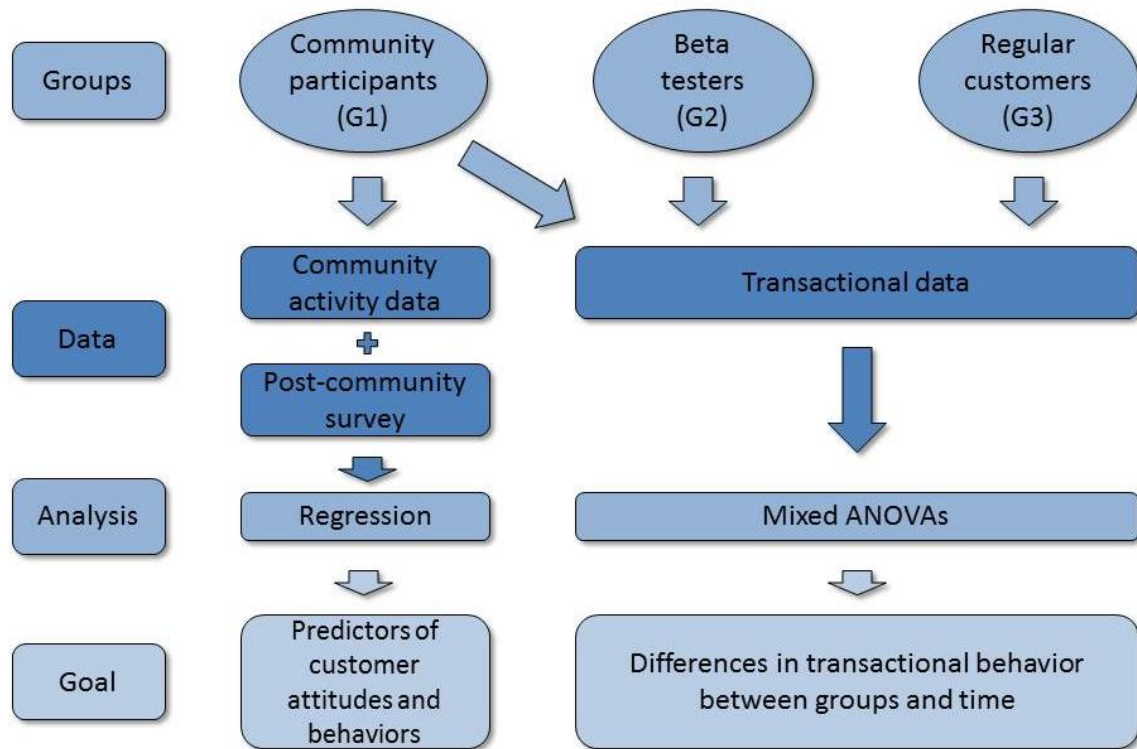 Groups
Community
participants
(G1)
Beta
testers
(G2)
Regular
customers
(G3)
Data
Community
activity data
Transactional data
Post-community
survey
Analysis
Regression
Mixed ANOVAs
Goal
Predictors of
customer
attitudes and
behaviors
Differences in transactional behavior
between groups and time